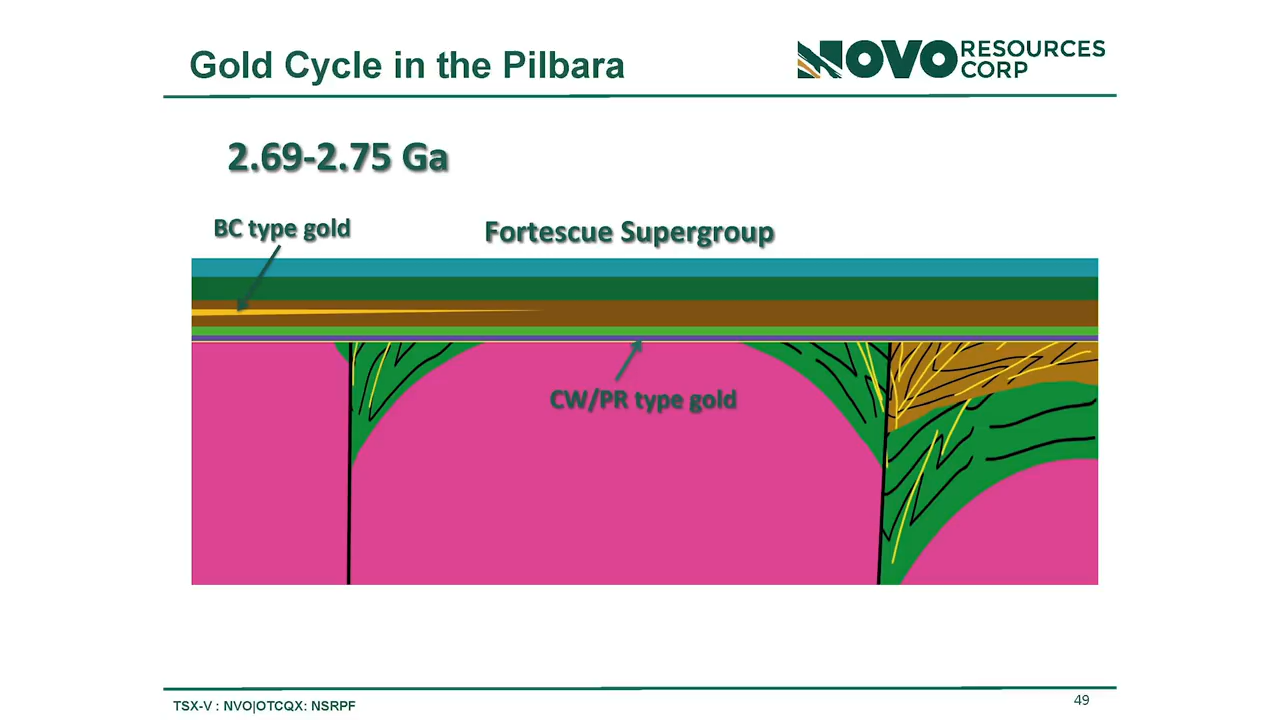 Gold Cycle in the Pilbara
NOVO RESOURCES
CORP
2.69-2.75 Ga
BC type gold
Fortescue Supergroup
CW/PR type gold
TSX-V : NVO|OTCQX: NSRPF
49